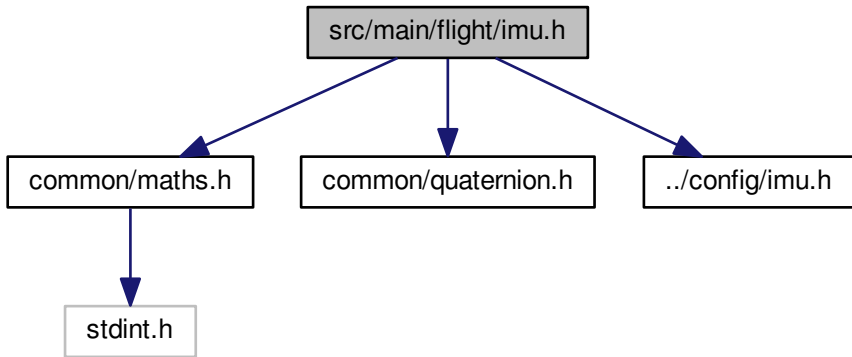 src/main/flight/imu.h
common/maths.h
common/quaternion.h
../config/imu.h
stdint.h